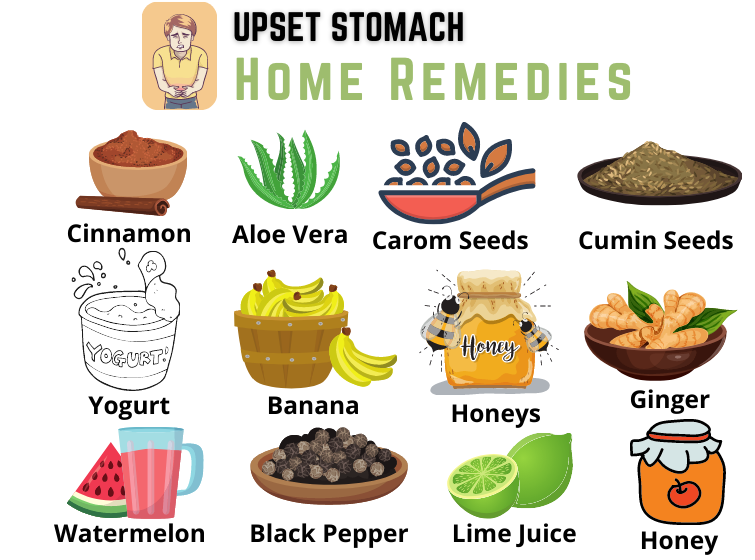 UPSET STOMACH
HOME REMEDIES
Cinnamon
Aloe Vera
Carom Seeds
Cumin Seeds
YOGURT!
Yogurt
Banana
Honey
Honeys
Ginger
Watermelon
Black Pepper
Lime Juice
Honey